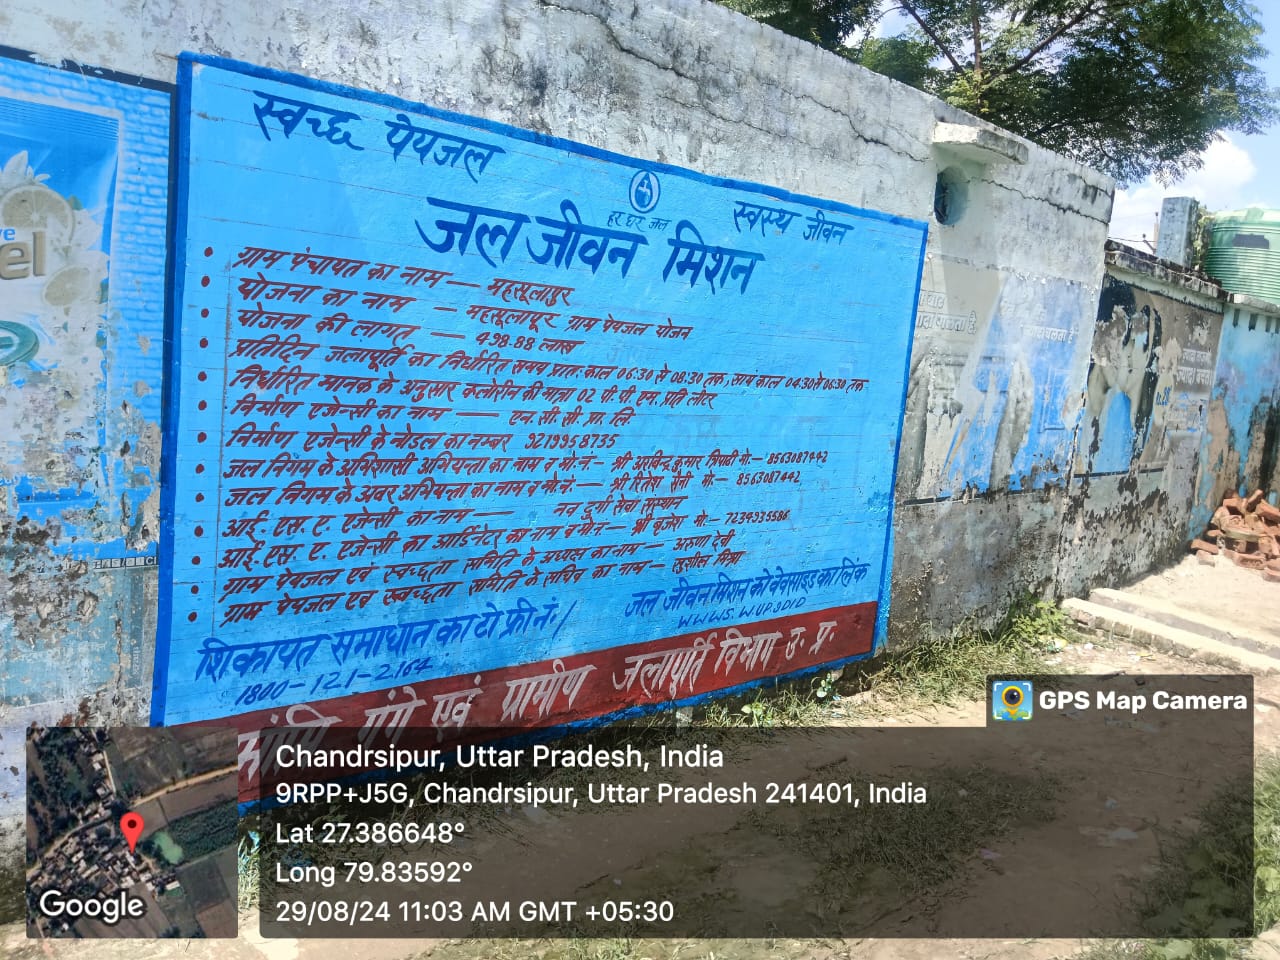 स्वच्छ पेयजल
हर घर जल
स्वस्थ जीवन
जल जीवन मिशन
• ग्राम पंचायत का नाम — महसूलापुर
• योजना का नाम — महसूलापूर ग्राम पेयजल योजन
• योजना की लागत — 498.88 लाख
• प्रतिदिन जलापूर्ति का निर्धारित समय प्रातः काल 06:30 से 08:30 तक, सायं काल 04:30 से 06:30 तक
• निर्धारित मानक के अनुसार क्लोरिन की मात्रा 02 पी.पी.एम. प्रति लीटर
• निर्माण एजेन्सी का नाम — एन. सी. सी. प्रा. लि.
• निर्माण एजेन्सी के नोडल का नम्बर 9219958735
• जल निगम के अधिशासी अभियन्ता का नाम व मो.नं.- श्री अरविन्द्र कुमार त्रिपाठी मो.- 8563087442
• जल निगम के अवर अभियन्ता का नाम व मो.नं.— श्री रितेश सैनी मो.- 8563087442
• आई. एस. ए. एजेन्सी का नाम — नव दुर्गा सेवा संस्थान
• आई. एस. ए. एजेन्सी का आर्डिनेटर का नाम व मो.नं.— श्री बृजेश मो.- 7234935586
• ग्राम पेयजल एवं स्वच्छता समिति के अध्यक्ष का नाम — अरुणा देवी
• ग्राम पेयजल एवं स्वच्छता समिति के सचिव का नाम — सुशील मिश्रा
शिकायत समाधान का टो फ्री नं. /
1800-121-2164
जल जीवन मिशन को वेवसाइड का लिंक
नमामि गंगे एवं ग्रामीण जलापूर्ति विभाग उ. प्र.
GPS Map Camera
Chandrsipur, Uttar Pradesh, India
9RPP+J5G, Chandrsipur, Uttar Pradesh 241401, India
Lat 27.386648°
Long 79.83592°
29/08/24 11:03 AM GMT +05:30
Google